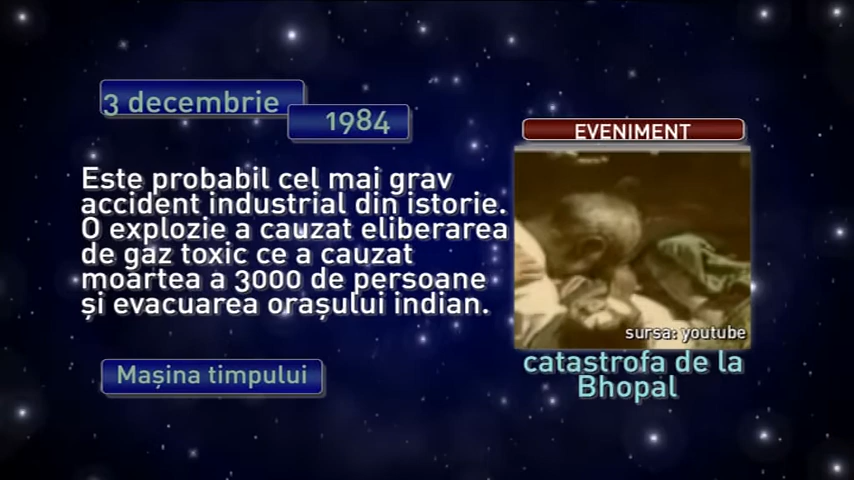 3 decembrie
1984
Este probabil cel mai grav
accident industrial din istorie.
O explozie a cauzat eliberarea
de gaz toxic ce a cauzat
moartea a 3000 de persoane
și evacuarea orașului indian.
Mașina timpului
EVENIMENT
sursa: youtube
catastrofa de la
Bhopal